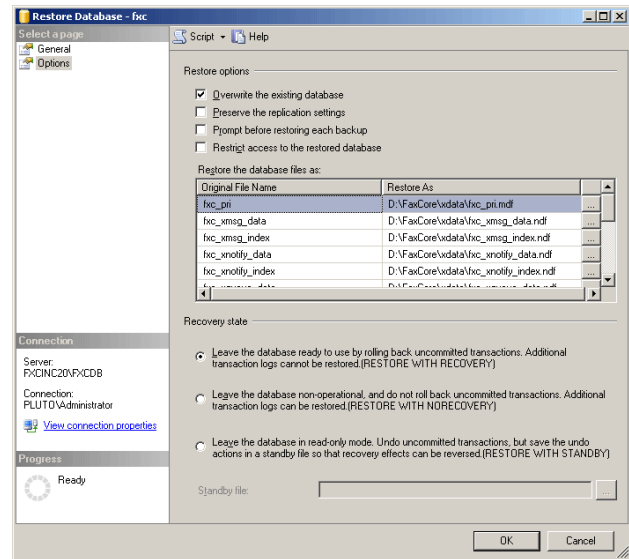 Restore Database - fxc
Select a page
General
Options
Script
Help
Restore options
Overwrite the existing database
Preserve the replication settings
Prompt before restoring each backup
Restrict access to the restored database
Restore the database files as:
Original File Name Restore As
fxc_pri D:\FaxCore\xdata\fxc_pri.mdf ...
fxc_xmsg_data D:\FaxCore\xdata\fxc_xmsg_data.ndf ...
fxc_xmsg_index D:\FaxCore\xdata\fxc_xmsg_index.ndf ...
fxc_xnotify_data D:\FaxCore\xdata\fxc_xnotify_data.ndf ...
fxc_xnotify_index D:\FaxCore\xdata\fxc_xnotify_index.ndf ...
Recovery state
Leave the database ready to use by rolling back uncommitted transactions. Additional
transaction logs cannot be restored.(RESTORE WITH RECOVERY)
Leave the database non-operational, and do not roll back uncommitted transactions. Additional
transaction logs can be restored.(RESTORE WITH NORECOVERY)
Leave the database in read-only mode. Undo uncommitted transactions, but save the undo
actions in a standby file so that recovery effects can be reversed.(RESTORE WITH STANDBY)
Standby file:
...
Connection
Server:
FXCINC20\FXCDB
Connection:
PLUTO\Administrator
View connection properties
Progress
Ready
OK
Cancel